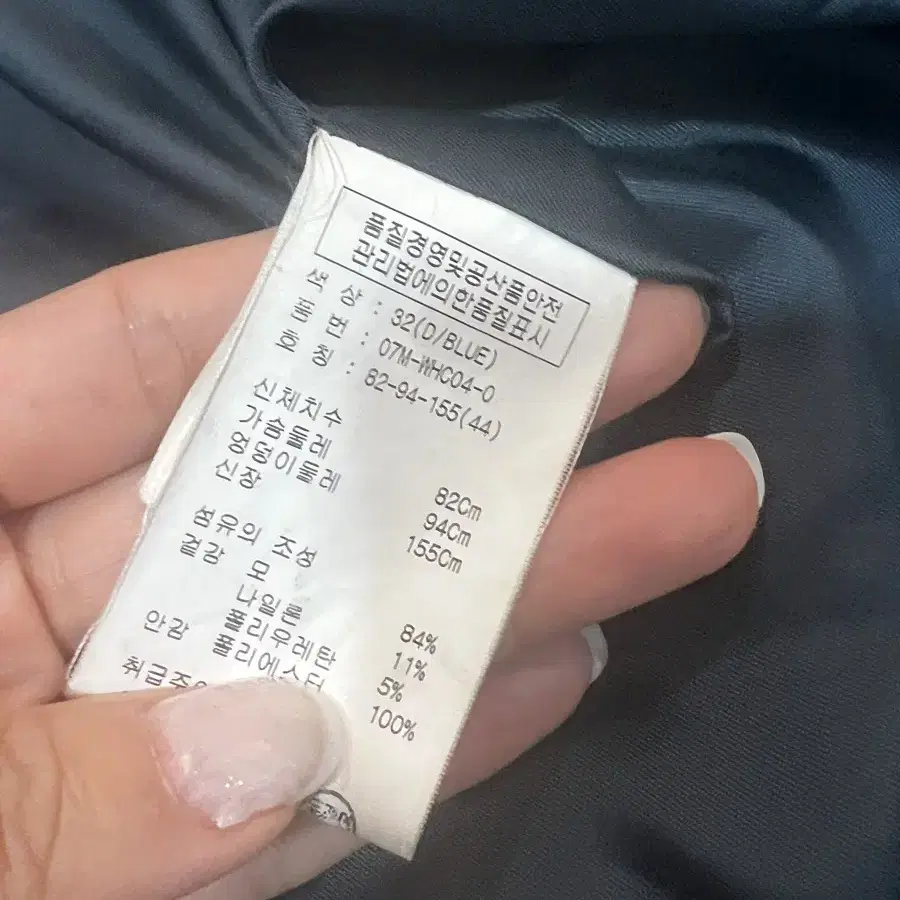 품질경영및공산품안전
관리법에의한품질표시
색 상 : 32(D/BLUE)
품 번 : 07M-WHC04-0
호 칭 : 82-94-155(44)
신체치수
가슴둘레 82Cm
엉덩이둘레 94Cm
신장 155Cm
섬유의 조성
겉감 모 84%
나일론 11%
폴리우레탄 5%
안감 폴리에스터 100%
취급주의